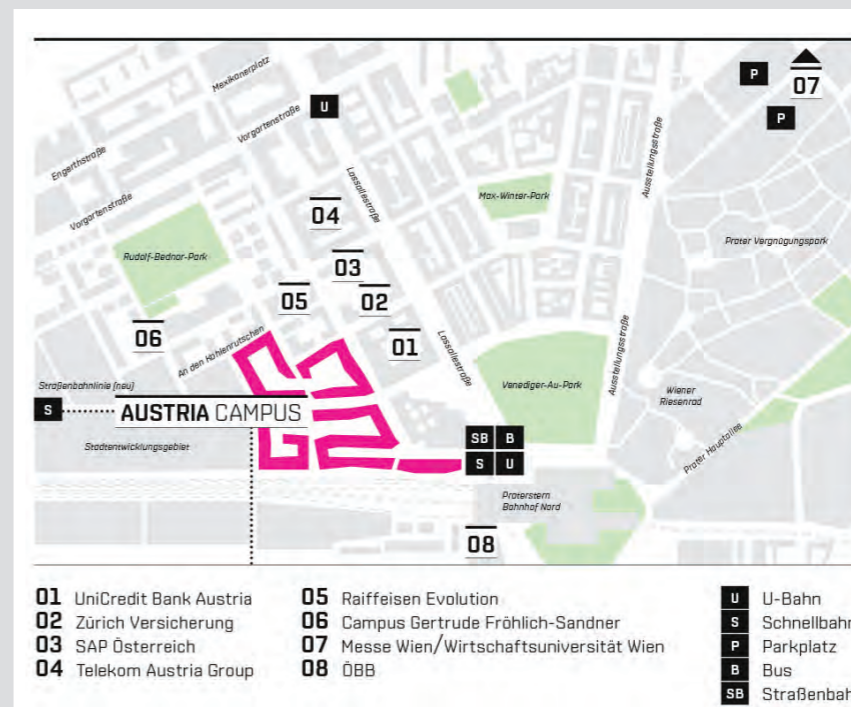 Mexikanerplatz
Vorgartenstraße
U
P
07
P
Engerthstraße
Lassallestraße
Ausstellungsstraße
Vorgartenstraße
Max-Winter-Park
04
Rudolf-Bednar-Park
Prater Vergnügungspark
03
05
02
06
An den Kohlenrutschen
01
Lassallestraße
Ausstellungsstraße
Straßenbahnlinie (neu)
Venediger-Au-Park
Wiener
Riesenrad
S
AUSTRIA CAMPUS
Stadtentwicklungsgebiet
SB B
S U
Prater Hauptallee
Praterstern
Bahnhof Nord
08
01 UniCredit Bank Austria
02 Zürich Versicherung
03 SAP Österreich
04 Telekom Austria Group
05 Raiffeisen Evolution
06 Campus Gertrude Fröhlich-Sandner
07 Messe Wien/Wirtschaftsuniversität Wien
08 ÖBB
U U-Bahn
S Schnellbahn
P Parkplatz
B Bus
SB Straßenbah